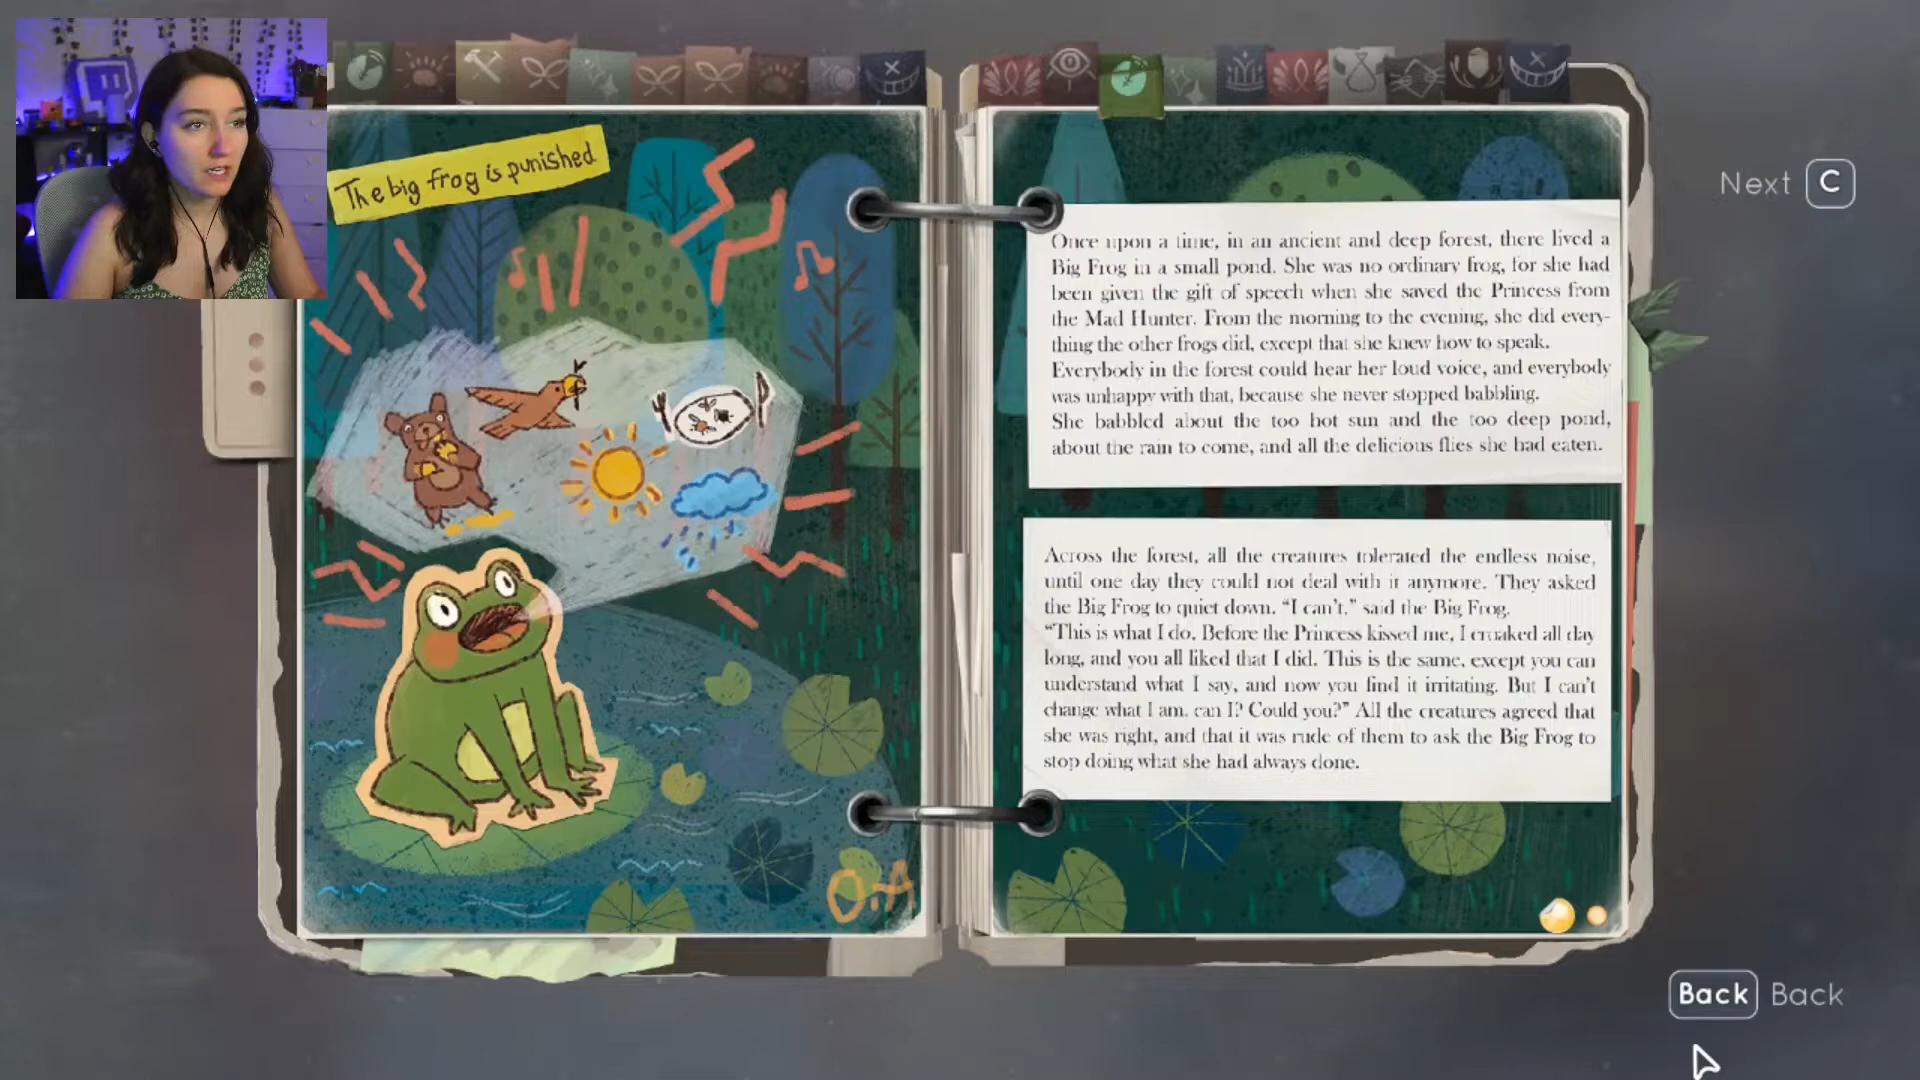 The big frog is punished
Once upon a time, in an ancient and deep forest, there lived a
Big Frog in a small pond. She was no ordinary frog, for she had
been given the gift of speech when she saved the Princess from
the Mad Hunter. From the morning to the evening, she did every-
thing the other frogs did, except that she knew how to speak.
Everybody in the forest could hear her loud voice, and everybody
was unhappy with that, because she never stopped babbling.
She babbled about the too hot sun and the too deep pond,
about the rain to come, and all the delicious flies she had eaten.
Across the forest, all the creatures tolerated the endless noise,
until one day they could not deal with it anymore. They asked
the Big Frog to quiet down. “I can't,” said the Big Frog.
“This is what I do. Before the Princess kissed me, I croaked all day
long, and you all liked that I did. This is the same, except you can
understand what I say, and now you find it irritating. But I can't
change what I am, can I? Could you?” All the creatures agreed that
she was right, and that it was rude of them to ask the Big Frog to
stop doing what she had always done.
O.A
Next C
Back Back